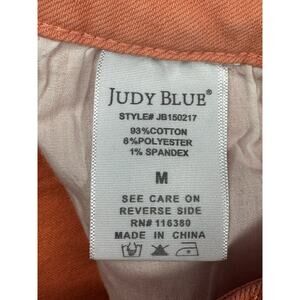 JUDY BLUE®
STYLE# JB150217
93%COTTON
6%POLYESTER
1% SPANDEX
M
SEE CARE ON
REVERSE SIDE
RN# 116380
MADE IN CHINA